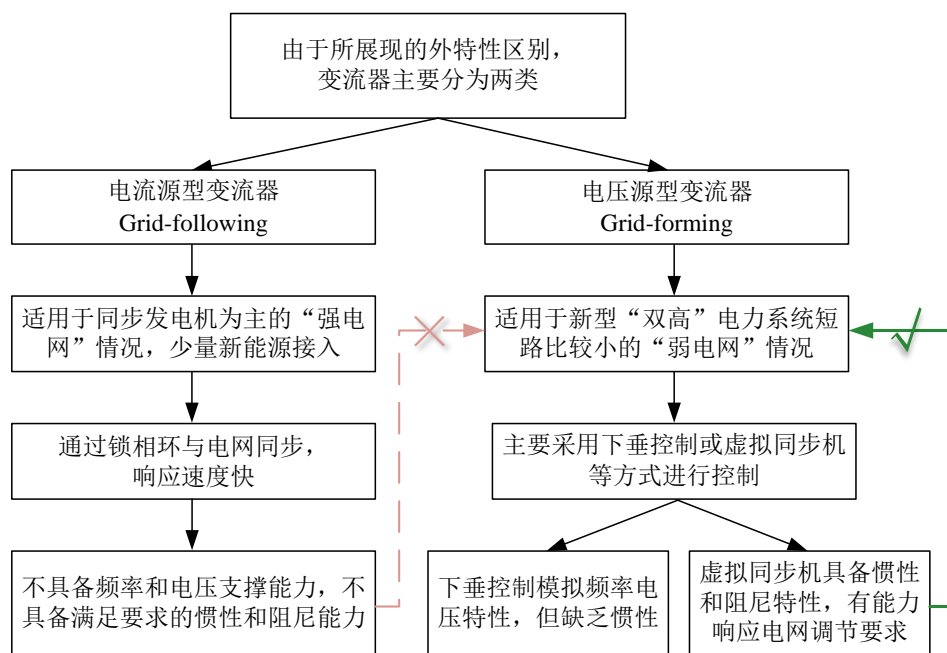 由于所展现的外特性区别，
变流器主要分为两类
电流源型变流器
Grid-following
电压源型变流器
Grid-forming
适用于同步发电机为主的“强电
网”情况，少量新能源接入
适用于新型“双高”电力系统短
路比较小的“弱电网”情况
通过锁相环与电网同步，
响应速度快
主要采用下垂控制或虚拟同步机
等方式进行控制
不具备频率和电压支撑能力，不
具备满足要求的惯性和阻尼能力
下垂控制模拟频率电
压特性，但缺乏惯性
虚拟同步机具备惯性
和阻尼特性，有能力
响应电网调节要求